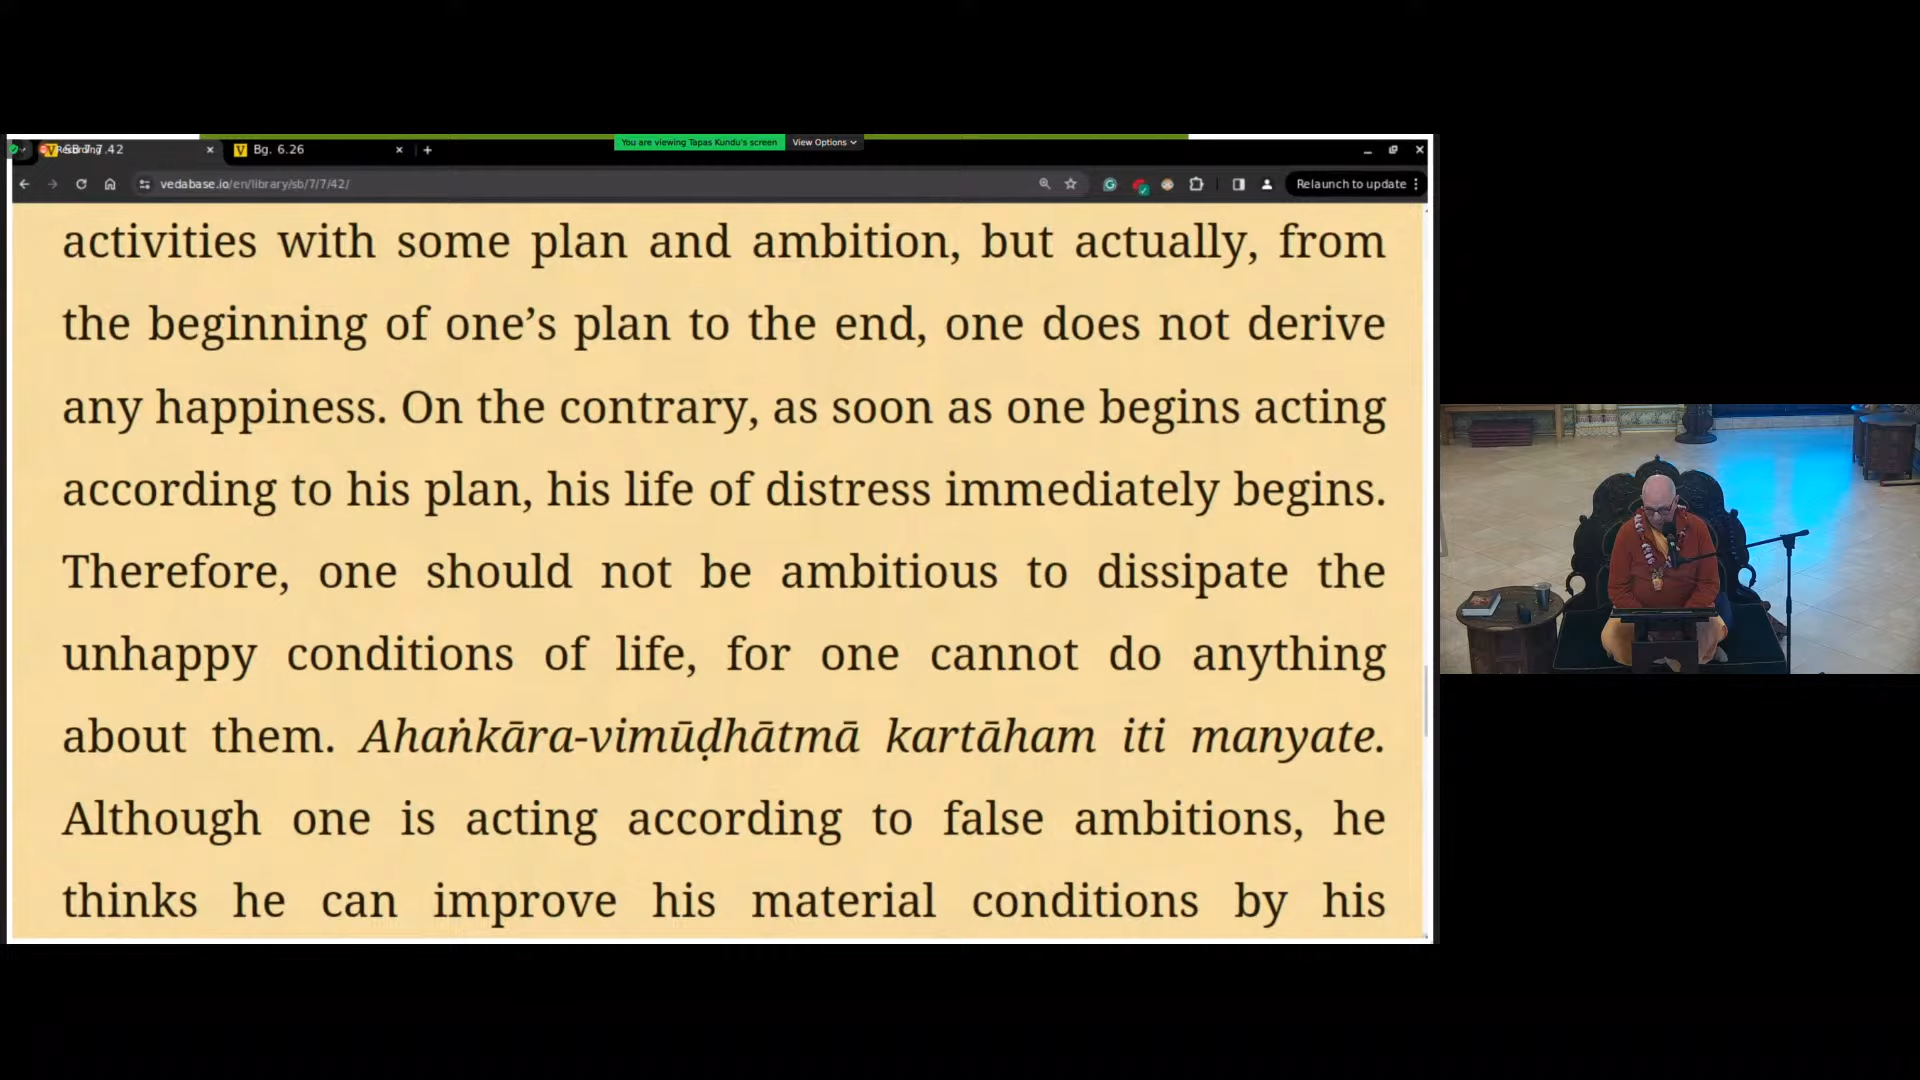 You are viewing Tapas Kundu's screen View Options
7.42
Bg. 6.26
vedabase.io/en/library/sb/7/7/42/
Relaunch to update
activities with some plan and ambition, but actually, from
the beginning of one’s plan to the end, one does not derive
any happiness. On the contrary, as soon as one begins acting
according to his plan, his life of distress immediately begins.
Therefore, one should not be ambitious to dissipate the
unhappy conditions of life, for one cannot do anything
about them. Ahaṅkāra-vimūḍhātmā kartāham iti manyate.
Although one is acting according to false ambitions, he
thinks he can improve his material conditions by his